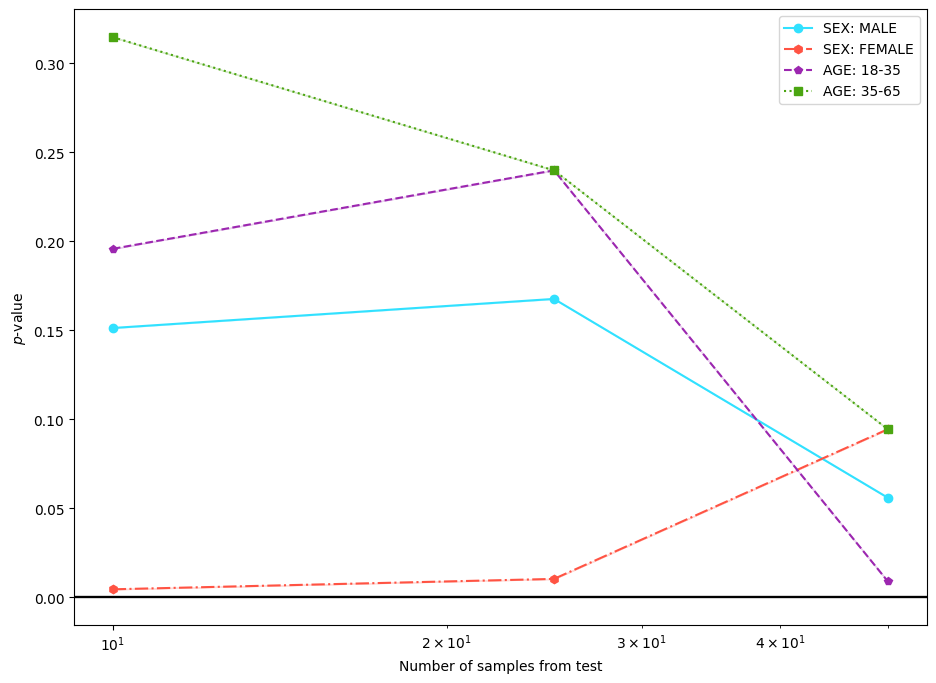 SEX: MALE
SEX: FEMALE
AGE: 18-35
AGE: 35-65
p-value
0.30
0.25
0.20
0.15
0.10
0.05
0.00
10¹
2 × 10¹
3 × 10¹
4 × 10¹
Number of samples from test